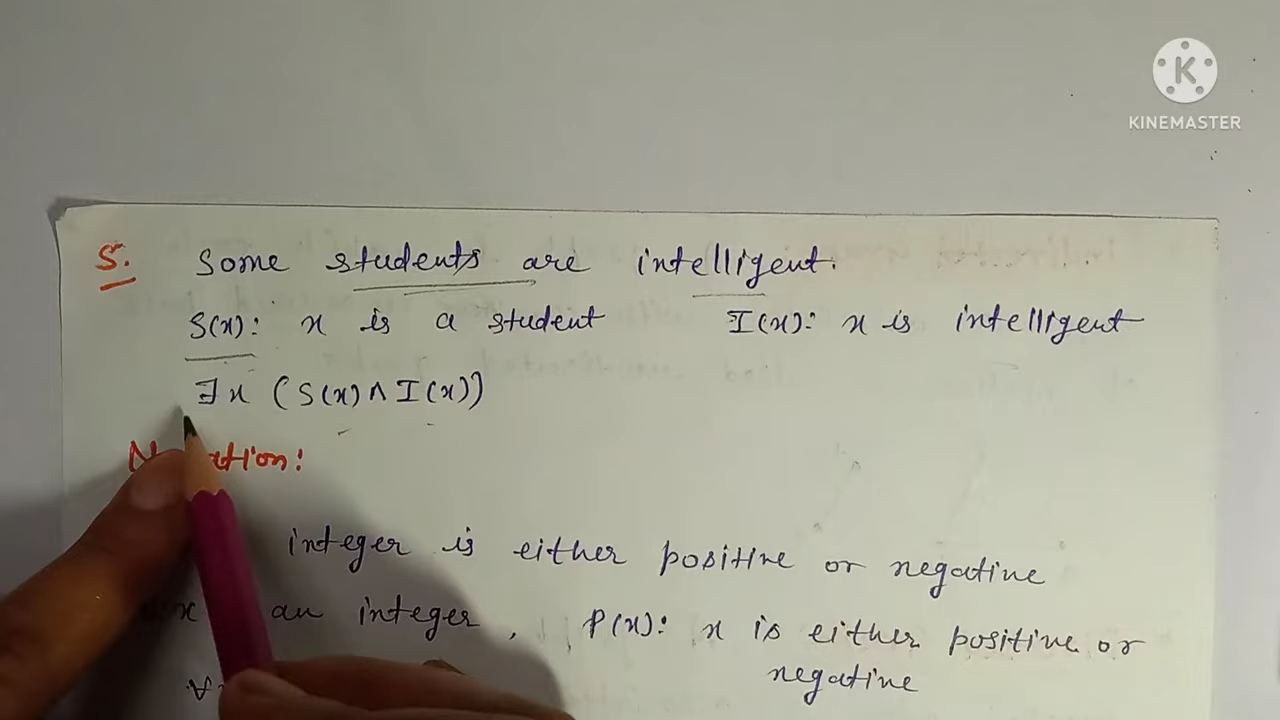 KINEMASTER
5. Some students are intelligent.
S(x): x is a student I(x): x is intelligent
∃x (S(x) ∧ I(x))
integer is either positive or negative
x an integer, P(x): x is either positive or
negative